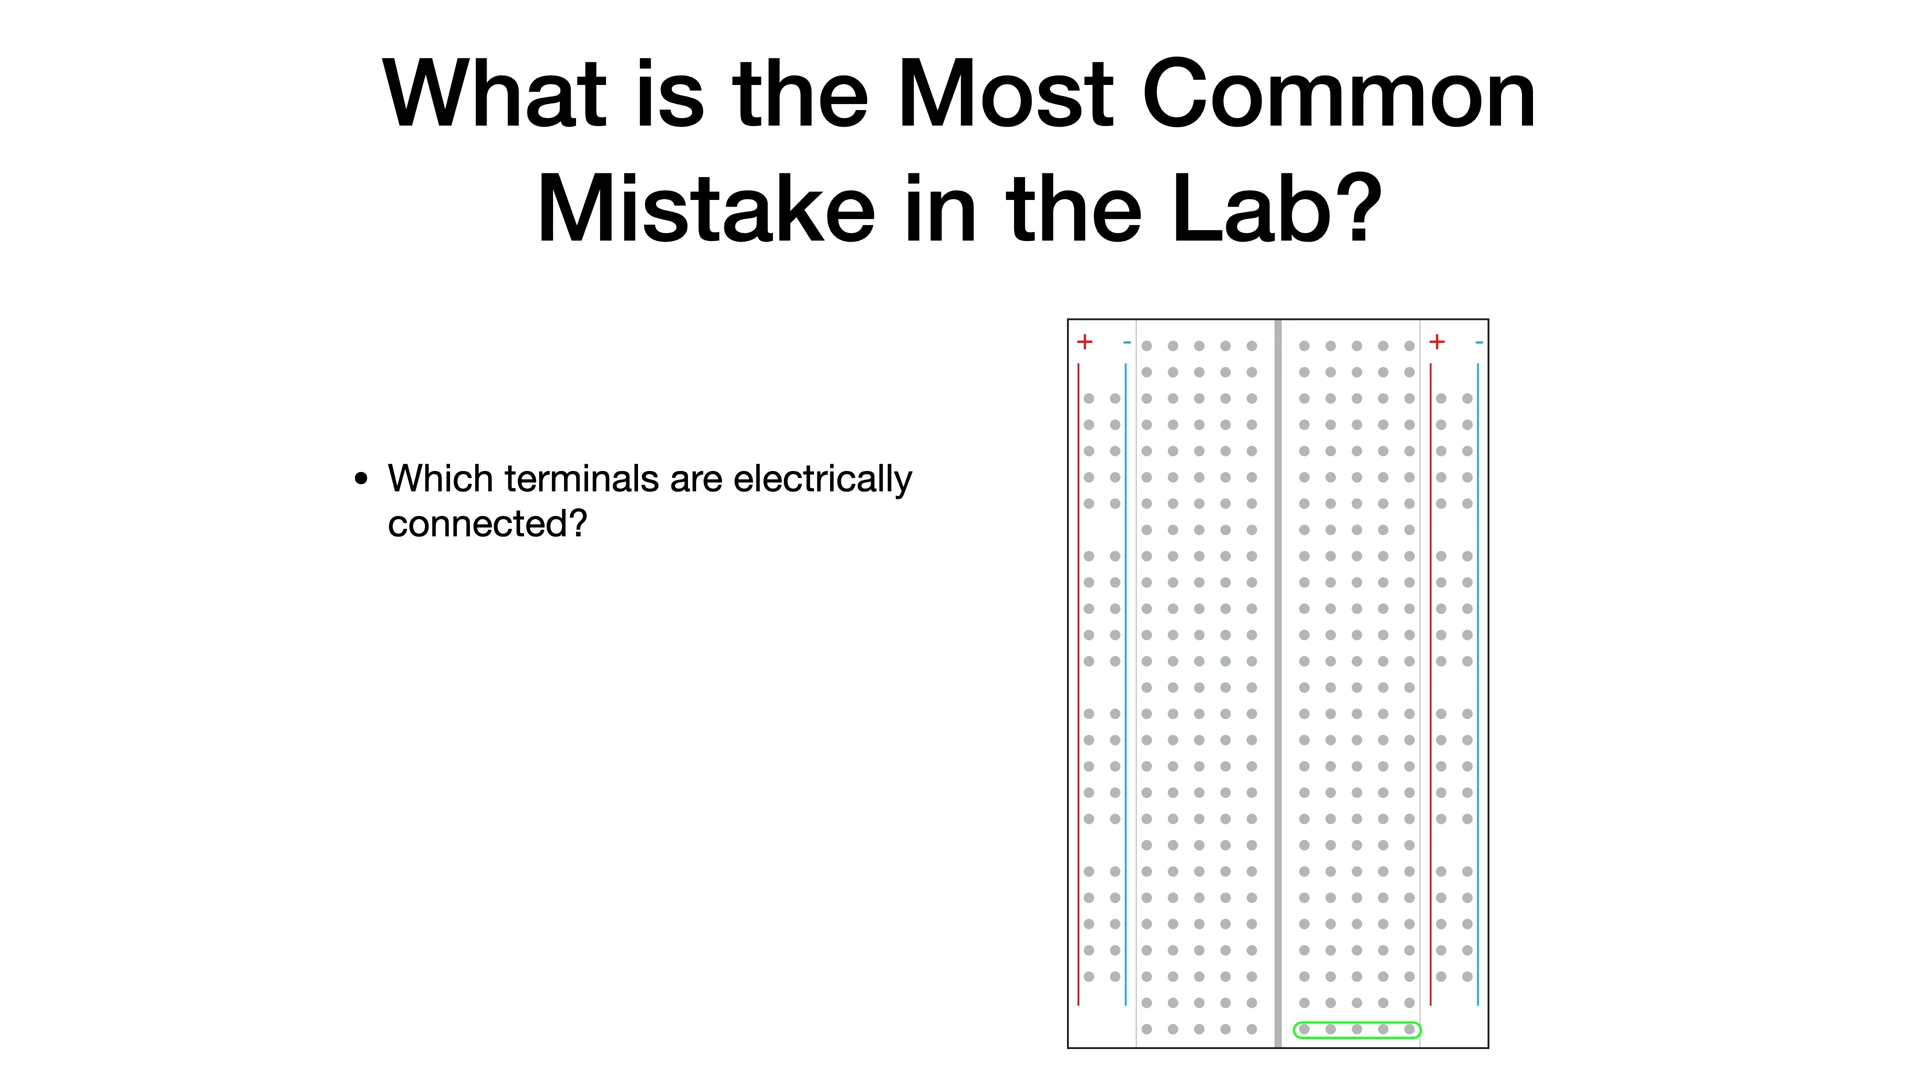 What is the Most Common
Mistake in the Lab?
• Which terminals are electrically
connected?
+ - + -